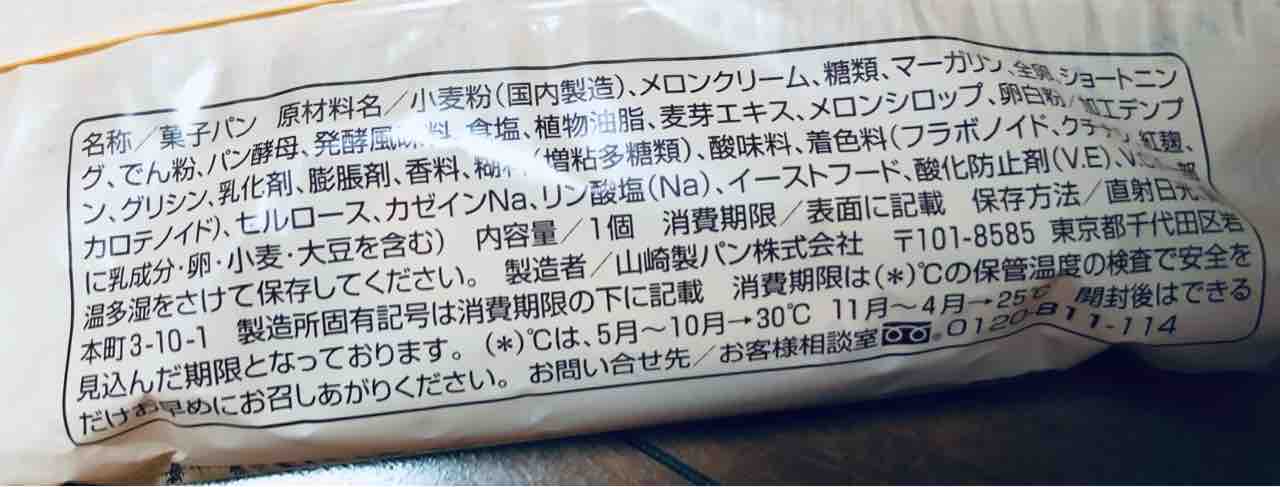 名称/菓子パン 原材料名/小麦粉(国内製造)、メロンクリーム、糖類、マーガリン、全卵、ショートニン
グ、でん粉、パン酵母、発酵風味料、食塩、植物油脂、麦芽エキス、メロンシロップ、卵白粉/加工デンプ
ン、グリシン、乳化剤、膨脹剤、香料、糊料(増粘多糖類)、酸味料、着色料(フラボノイド、クチナシ、紅麹、
カロテノイド)、セルロース、カゼインNa、リン酸塩(Na)、イーストフード、酸化防止剤(V.E)、V.C、(一部
に乳成分・卵・小麦・大豆を含む) 内容量/1個 消費期限/表面に記載 保存方法/直射日光、
温多湿をさけて保存してください。 製造者/山崎製パン株式会社 〒101-8585 東京都千代田区岩
本町3-10-1 製造所固有記号は消費期限の下に記載 消費期限は(*)℃の保管温度の検査で安全を
見込んだ期限となっております。(*)℃は、5月〜10月→30℃ 11月〜4月→25℃ 開封後はできる
だけお早めにお召しあがりください。 お問い合せ先/お客様相談室 0120-811-114